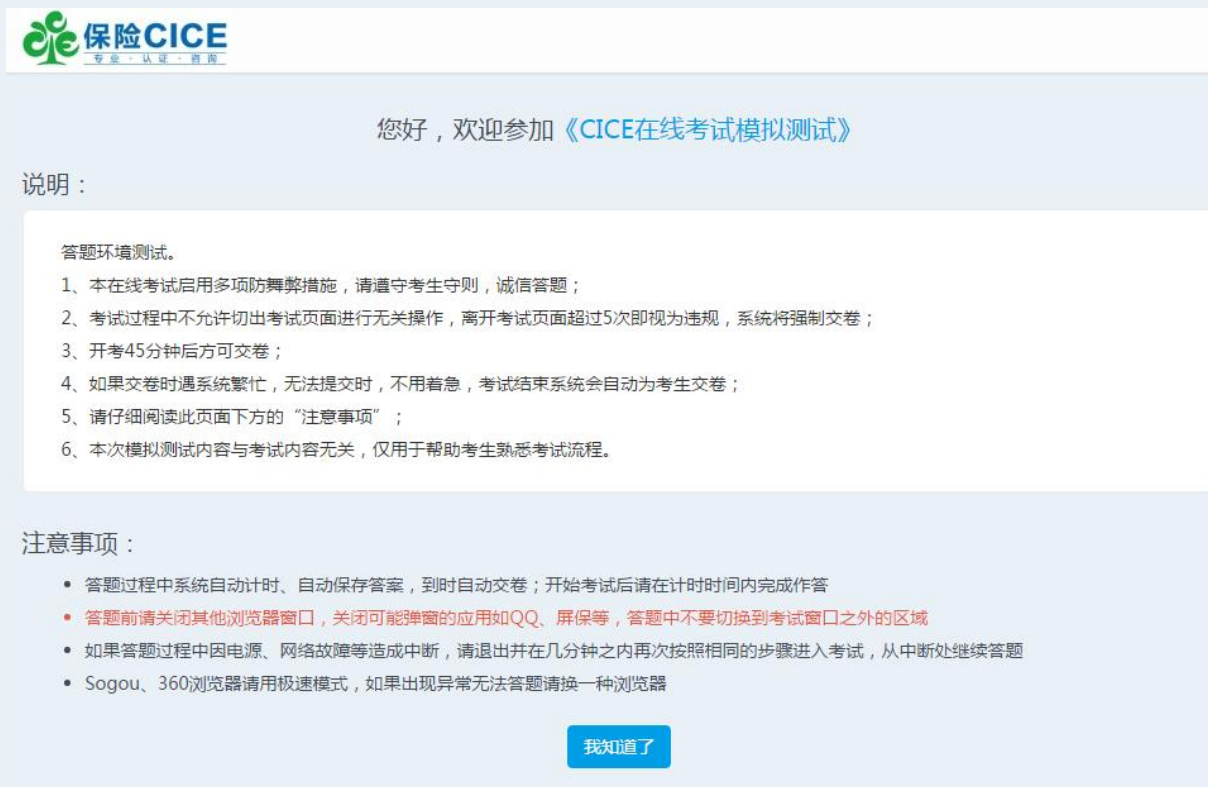 保险CICE
专业·认证·咨询
您好，欢迎参加《CICE在线考试模拟测试》
说明：
答题环境测试。
1、本在线考试启用多项防舞弊措施，请遵守考生守则，诚信答题；
2、考试过程中不允许切出考试页面进行无关操作，离开考试页面超过5次即视为违规，系统将强制交卷；
3、开考45分钟后方可交卷；
4、如果交卷时遇系统繁忙，无法提交时，不用着急，考试结束系统会自动为考生交卷；
5、请仔细阅读此页面下方的“注意事项”；
6、本次模拟测试内容与考试内容无关，仅用于帮助考生熟悉考试流程。
注意事项：
• 答题过程中系统自动计时、自动保存答案，到时自动交卷；开始考试后请在计时时间内完成作答
• 答题前请关闭其他浏览器窗口，关闭可能弹窗的应用如QQ、屏保等，答题中不要切换到考试窗口之外的区域
• 如果答题过程中因电源、网络故障等造成中断，请退出并在几分钟之内再次按照相同的步骤进入考试，从中断处继续答题
• Sogou、360浏览器请用极速模式，如果出现异常无法答题请换一种浏览器
我知道了